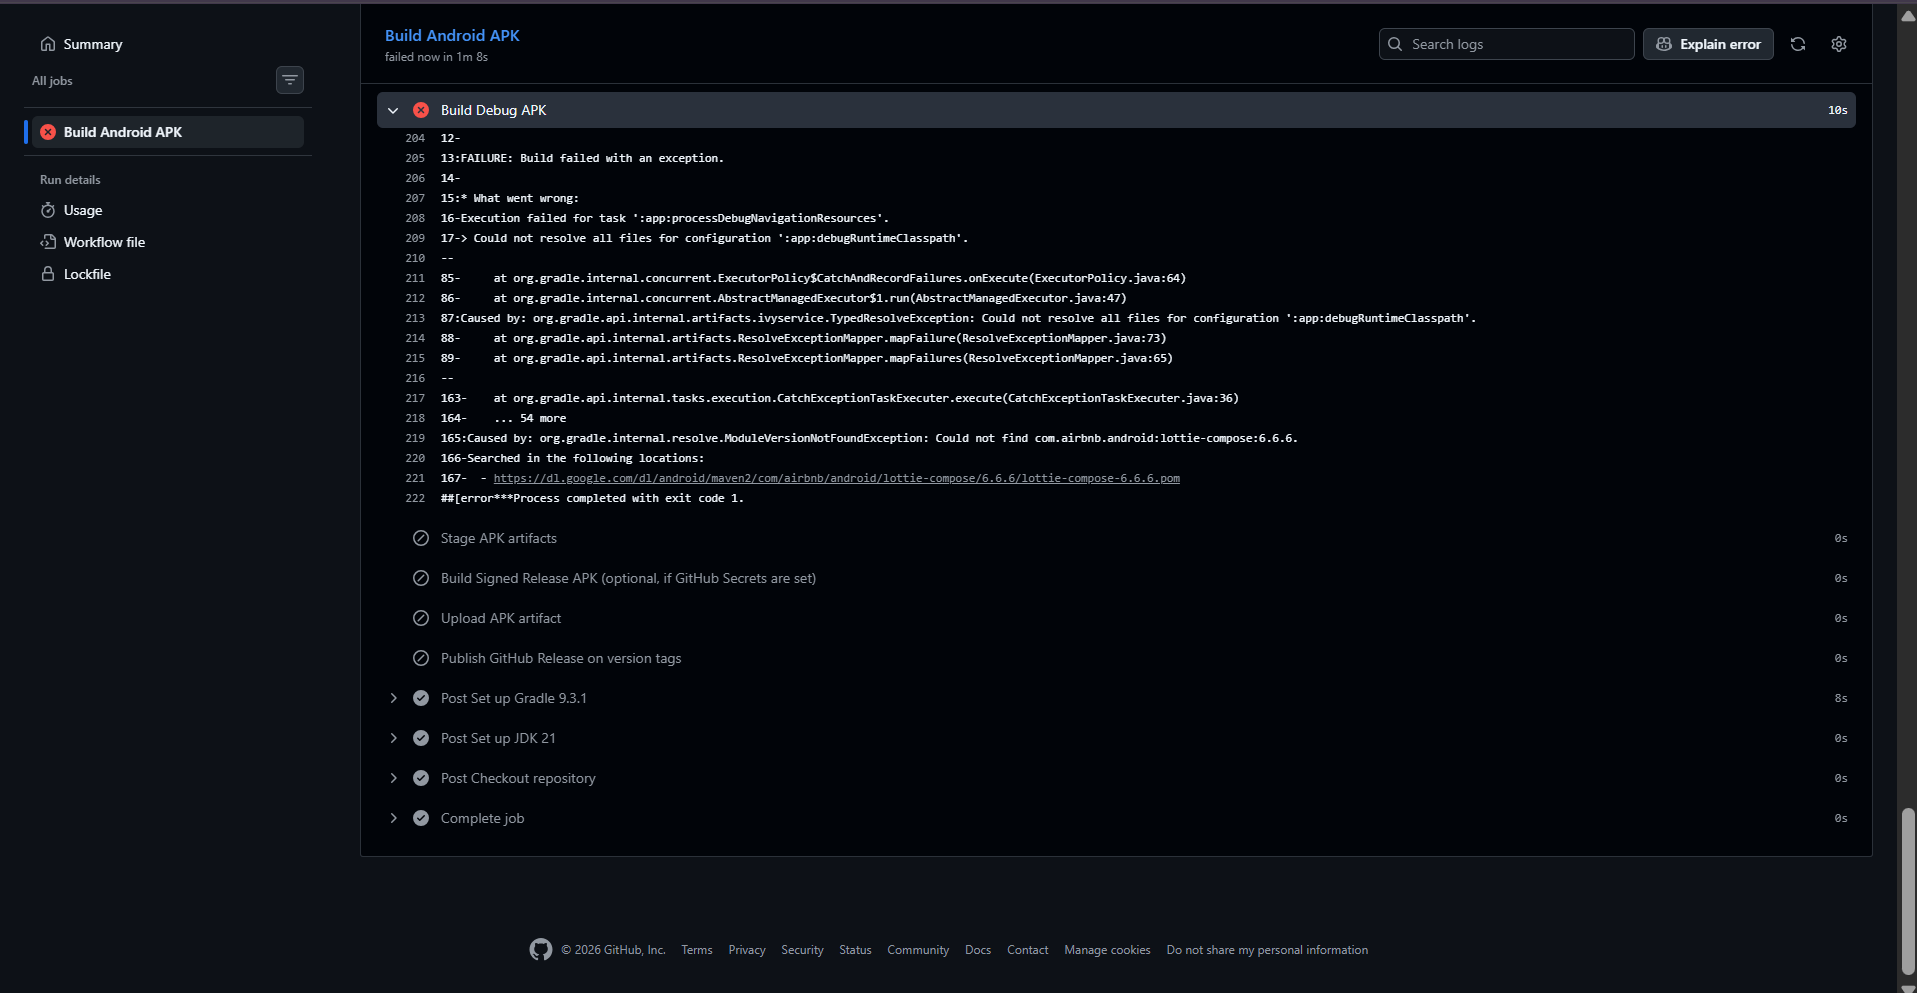 Summary
All jobs
Build Android APK
Run details
Usage
Workflow file
Lockfile
Build Android APK
failed now in 1m 8s
Search logs
Explain error
Build Debug APK
10s
204 12-
205 13:FAILURE: Build failed with an exception.
206 14-
207 15:* What went wrong:
208 16-Execution failed for task ':app:processDebugNavigationResources'.
209 17-> Could not resolve all files for configuration ':app:debugRuntimeClasspath'.
210 --
211 85- at org.gradle.internal.concurrent.ExecutorPolicy$CatchAndRecordFailures.onExecute(ExecutorPolicy.java:64)
212 86- at org.gradle.internal.concurrent.AbstractManagedExecutor$1.run(AbstractManagedExecutor.java:47)
213 87:Caused by: org.gradle.api.internal.artifacts.ivyservice.TypedResolveException: Could not resolve all files for configuration ':app:debugRuntimeClasspath'.
214 88- at org.gradle.api.internal.artifacts.ResolveExceptionMapper.mapFailure(ResolveExceptionMapper.java:73)
215 89- at org.gradle.api.internal.artifacts.ResolveExceptionMapper.mapFailures(ResolveExceptionMapper.java:65)
216 --
217 163- at org.gradle.api.internal.tasks.execution.CatchExceptionTaskExecuter.execute(CatchExceptionTaskExecuter.java:36)
218 164- ... 54 more
219 165:Caused by: org.gradle.internal.resolve.ModuleVersionNotFoundException: Could not find com.airbnb.android:lottie-compose:6.6.6.
220 166-Searched in the following locations:
221 167- - https://dl.google.com/dl/android/maven2/com/airbnb/android/lottie-compose/6.6.6/lottie-compose-6.6.6.pom
222 ##[error***Process completed with exit code 1.
Stage APK artifacts
0s
Build Signed Release APK (optional, if GitHub Secrets are set)
0s
Upload APK artifact
0s
Publish GitHub Release on version tags
0s
Post Set up Gradle 9.3.1
8s
Post Set up JDK 21
0s
Post Checkout repository
0s
Complete job
0s
© 2026 GitHub, Inc. Terms Privacy Security Status Community Docs Contact Manage cookies Do not share my personal information